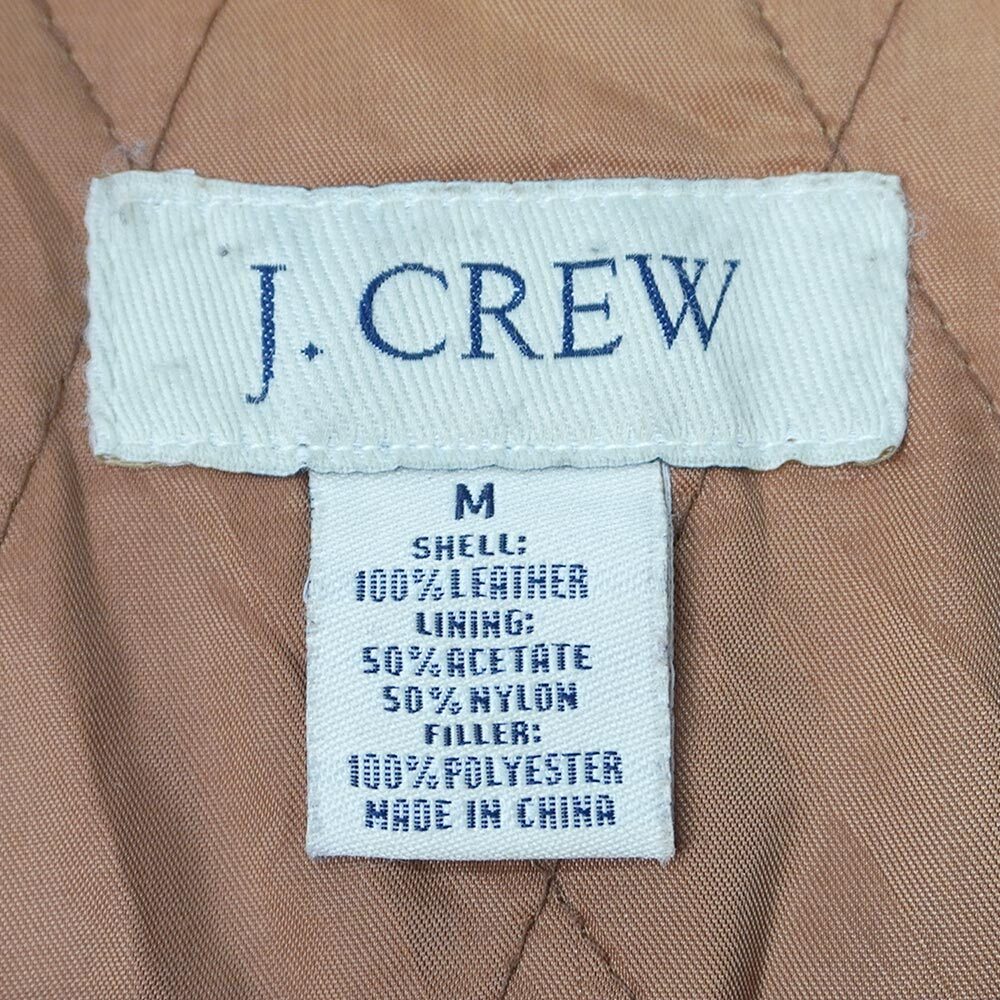 J. CREW
M
SHELL:
100% LEATHER
LINING:
50% ACETATE
50% NYLON
FILLER:
100% POLYESTER
MADE IN CHINA